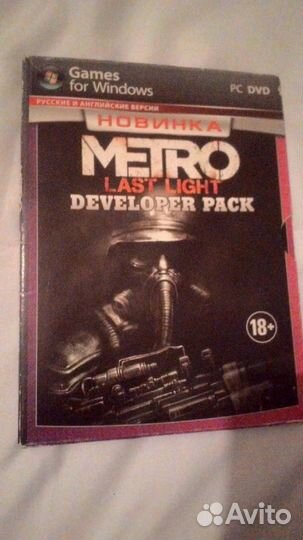 Games
for Windows
PC DVD
РУССКИЕ И АНГЛИЙСКИЕ ВЕРСИИ
НОВИНКА
METRO
LAST LIGHT
DEVELOPER PACK
18+
Avito